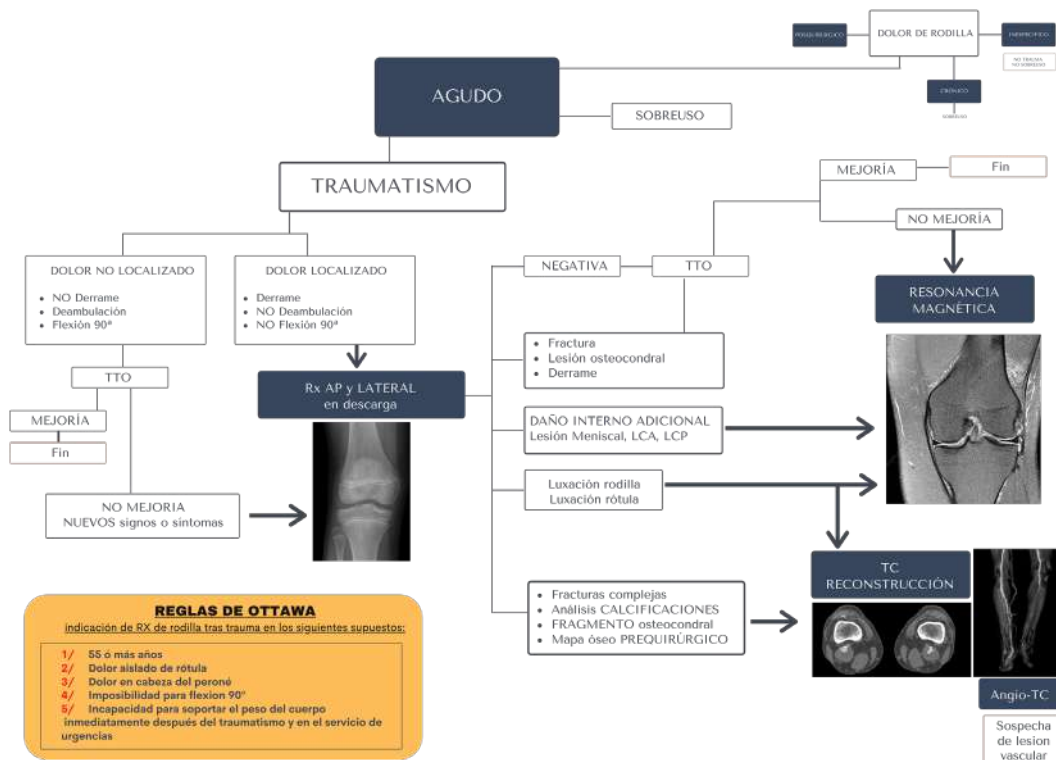 POSQUIRÚRGICO
DOLOR DE RODILLA
INESPECÍFICO
NO TRAUMA
NO SOBREUSO
CRÓNICO
SOBREUSO
AGUDO
SOBREUSO
TRAUMATISMO
MEJORÍA
Fin
NO MEJORÍA
DOLOR NO LOCALIZADO
• NO Derrame
• Deambulación
• Flexión 90ª
DOLOR LOCALIZADO
• Derrame
• NO Deambulación
• NO Flexión 90ª
NEGATIVA
TTO
RESONANCIA
MAGNÉTICA
• Fractura
• Lesión osteocondral
• Derrame
TTO
Rx AP y LATERAL
en descarga
MEJORÍA
Fin
DAÑO INTERNO ADICIONAL
Lesión Meniscal, LCA, LCP
Luxación rodilla
Luxación rótula
NO MEJORIA
NUEVOS signos o sintomas
TC
RECONSTRUCCIÓN
• Fracturas complejas
• Análisis CALCIFICACIONES
• FRAGMENTO osteocondral
• Mapa óseo PREQUIRÚRGICO
REGLAS DE OTTAWA
indicación de RX de rodilla tras trauma en los siguientes supuestos:
1/ 55 ó más años
2/ Dolor aislado de rótula
3/ Dolor en cabeza del peroné
4/ Imposibilidad para flexion 90º
5/ Incapacidad para soportar el peso del cuerpo
inmediatamente después del traumatismo y en el servicio de
urgencias
Angio-TC
Sospecha
de lesion
vascular